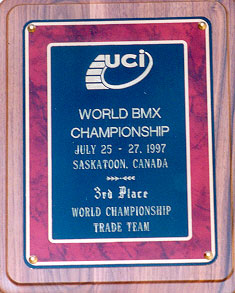 uci
WORLD BMX
CHAMPIONSHIP
JULY 25 - 27, 1997
SASKATOON, CANADA
3rd Place
WORLD CHAMPIONSHIP
TRADE TEAM